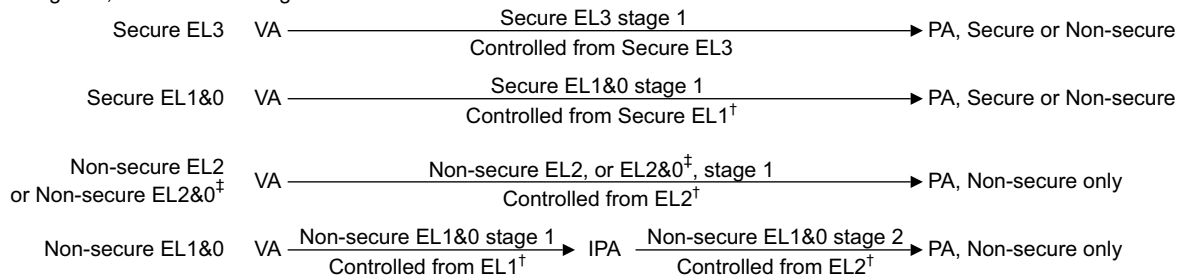 Secure EL3 VA Secure EL3 stage 1 PA, Secure or Non-secure
Controlled from Secure EL3
Secure EL1&0 VA Secure EL1&0 stage 1 PA, Secure or Non-secure
Controlled from Secure EL1†
Non-secure EL2
or Non-secure EL2&0‡ VA Non-secure EL2, or EL2&0‡, stage 1 PA, Non-secure only
Controlled from EL2†
Non-secure EL1&0 VA Non-secure EL1&0 stage 1 IPA Non-secure EL1&0 stage 2 PA, Non-secure only
Controlled from EL1† Controlled from EL2†